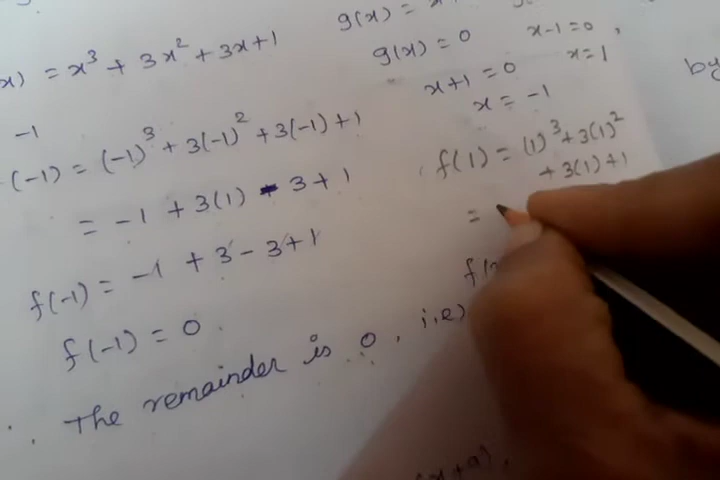 x) = x³ + 3x² + 3x + 1
-1
(-1) = (-1)³ + 3(-1)² + 3(-1) + 1
= -1 + 3(1) - 3 + 1
f(-1) = -1 + 3 - 3 + 1
f(-1) = 0
∴ The remainder is 0, i.e)
g(x) =
g(x) = 0
x+1 = 0
x = -1
x-1 = 0,
x = 1
f(1) = (1)³ + 3(1)²
+ 3(1) + 1
=
by
(x+a),